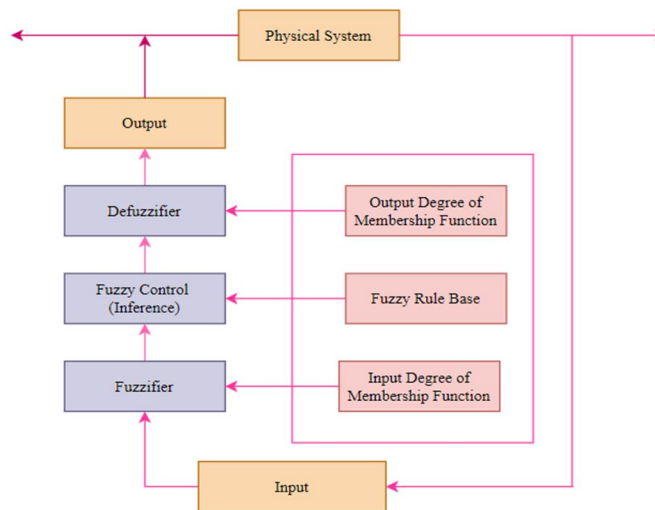 Physical System
Output
Defuzzifier
Output Degree of
Membership Function
Fuzzy Control
(Inference)
Fuzzy Rule Base
Fuzzifier
Input Degree of
Membership Function
Input